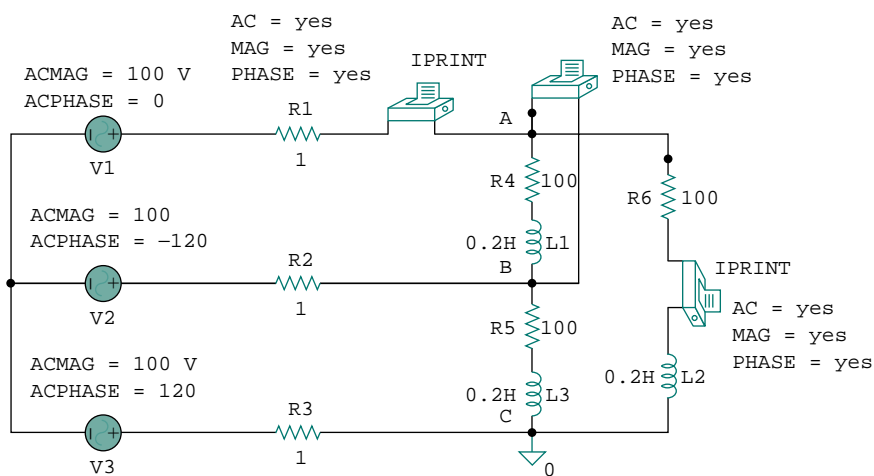 AC = yes
MAG = yes
PHASE = yes
IPRINT
AC = yes
MAG = yes
PHASE = yes
ACMAG = 100 V
ACPHASE = 0
V1
R1
1
A
R4
100
R6
100
ACMAG = 100
ACPHASE = −120
V2
R2
1
0.2H
L1
B
IPRINT
AC = yes
MAG = yes
PHASE = yes
R5
100
ACMAG = 100 V
ACPHASE = 120
V3
R3
1
0.2H
L3
C
0.2H
L2
0